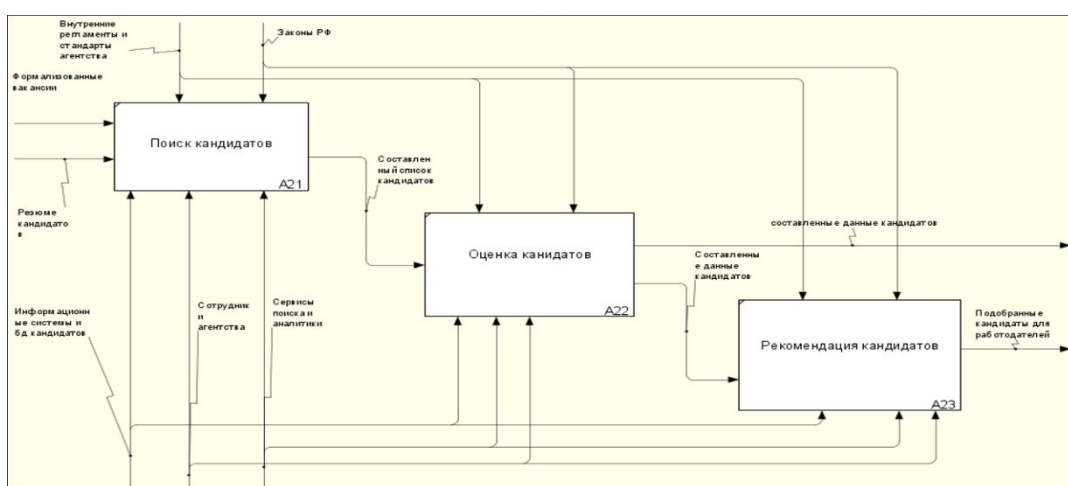 Внутренние
регламенты и
стандарты
агентства
Законы РФ
Формализованные
вакансии
Поиск кандидатов
A21
Составлен
ный список
кандидатов
Резюме
кандидато
в
Оценка канидатов
A22
составленные данные кандидатов
Составленны
е данные
кандидатов
Информационн
ые системы и
бд кандидатов
Сотрудник
и
агентства
Сервисы
поиска и
аналитики
Рекомендация кандидатов
A23
Подобранные
кандидаты для
работодателей